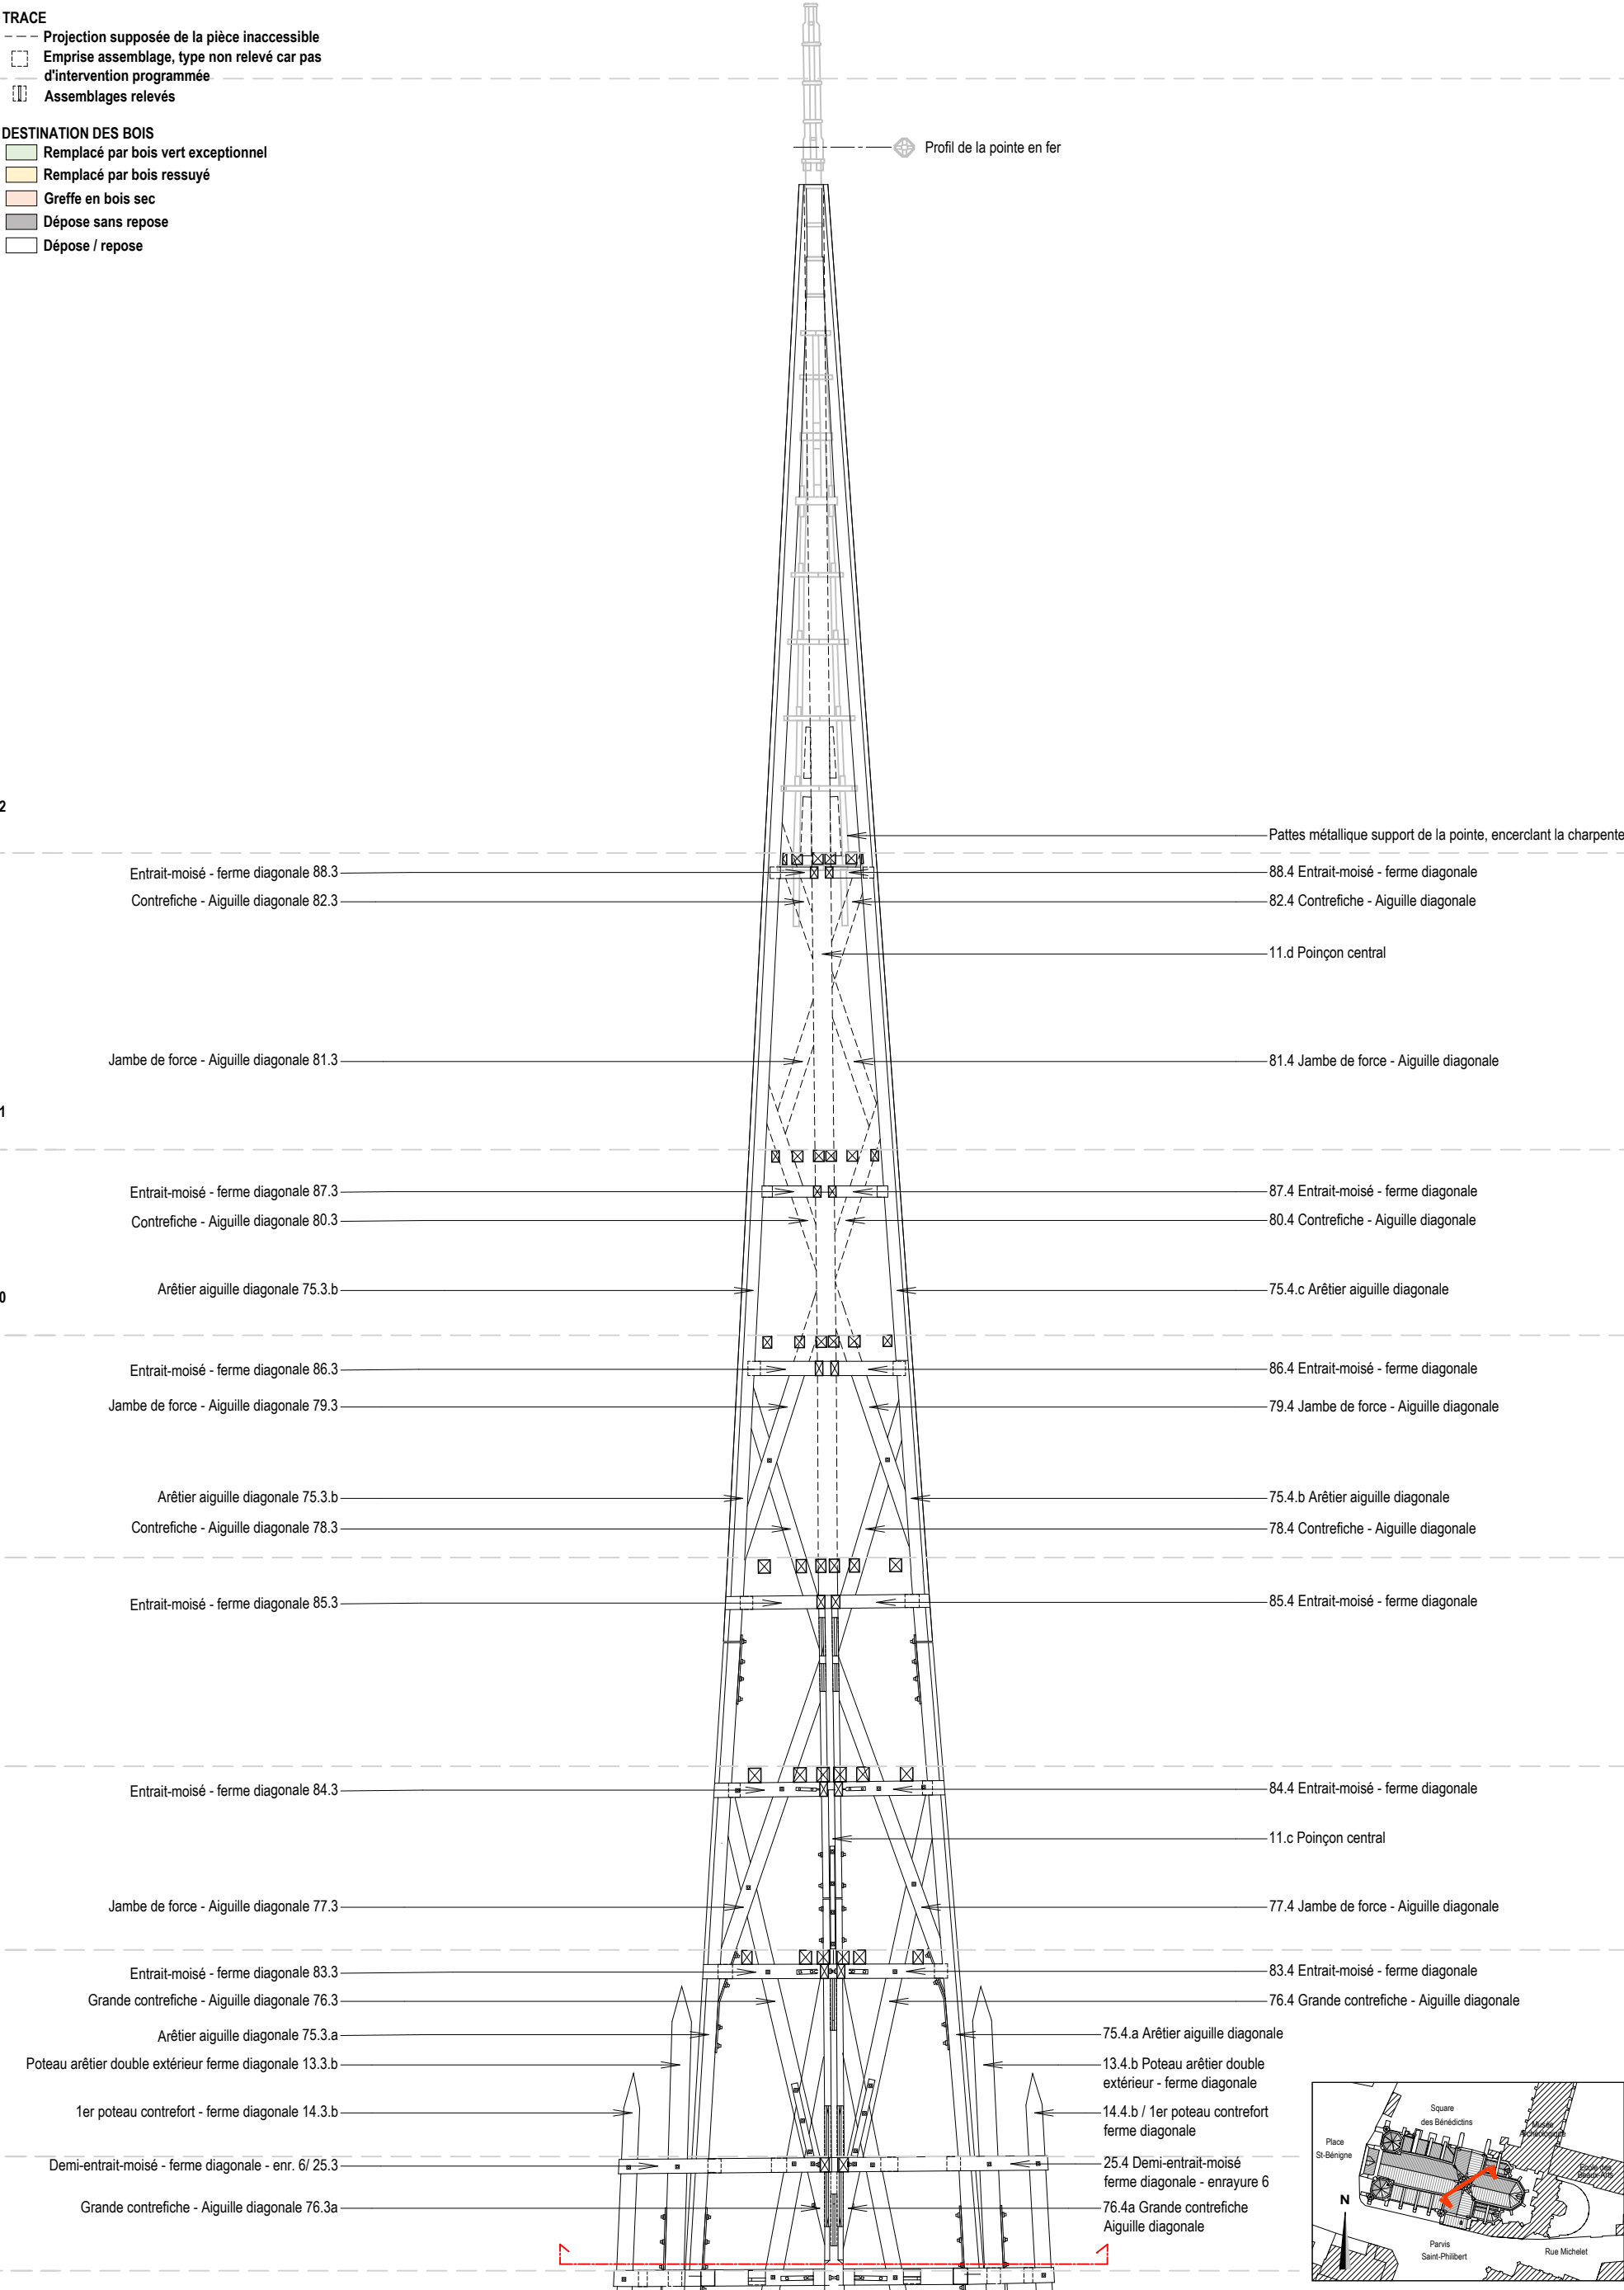 TRACE
Projection supposée de la pièce inaccessible
Emprise assemblage, type non relevé car pas
d'intervention programmée
Assemblages relevés
DESTINATION DES BOIS
Remplacé par bois vert exceptionnel
Remplacé par bois ressuyé
Greffe en bois sec
Dépose sans repose
Dépose / repose
Profil de la pointe en fer
2
Pattes métallique support de la pointe, encerclant la charpente
Entrait-moisé - ferme diagonale 88.3
88.4 Entrait-moisé - ferme diagonale
Contrefiche - Aiguille diagonale 82.3
82.4 Contrefiche - Aiguille diagonale
11.d Poinçon central
Jambe de force - Aiguille diagonale 81.3
81.4 Jambe de force - Aiguille diagonale
1
Entrait-moisé - ferme diagonale 87.3
87.4 Entrait-moisé - ferme diagonale
Contrefiche - Aiguille diagonale 80.3
80.4 Contrefiche - Aiguille diagonale
Arêtier aiguille diagonale 75.3.b
75.4.c Arêtier aiguille diagonale
0
Entrait-moisé - ferme diagonale 86.3
86.4 Entrait-moisé - ferme diagonale
Jambe de force - Aiguille diagonale 79.3
79.4 Jambe de force - Aiguille diagonale
Arêtier aiguille diagonale 75.3.b
75.4.b Arêtier aiguille diagonale
Contrefiche - Aiguille diagonale 78.3
78.4 Contrefiche - Aiguille diagonale
Entrait-moisé - ferme diagonale 85.3
85.4 Entrait-moisé - ferme diagonale
Entrait-moisé - ferme diagonale 84.3
84.4 Entrait-moisé - ferme diagonale
11.c Poinçon central
Jambe de force - Aiguille diagonale 77.3
77.4 Jambe de force - Aiguille diagonale
Entrait-moisé - ferme diagonale 83.3
83.4 Entrait-moisé - ferme diagonale
Grande contrefiche - Aiguille diagonale 76.3
76.4 Grande contrefiche - Aiguille diagonale
Arêtier aiguille diagonale 75.3.a
75.4.a Arêtier aiguille diagonale
Poteau arêtier double extérieur ferme diagonale 13.3.b
13.4.b Poteau arêtier double
extérieur - ferme diagonale
1er poteau contrefort - ferme diagonale 14.3.b
14.4.b / 1er poteau contrefort
ferme diagonale
Demi-entrait-moisé - ferme diagonale - enr. 6/ 25.3
25.4 Demi-entrait-moisé
ferme diagonale - enrayure 6
Grande contrefiche - Aiguille diagonale 76.3a
76.4a Grande contrefiche
Aiguille diagonale
Square
des Bénédictins
Musée
Archéologique
Place
St-Bénigne
Ecole des
Beaux-Arts
N
Parvis
Saint-Philibert
Rue Michelet